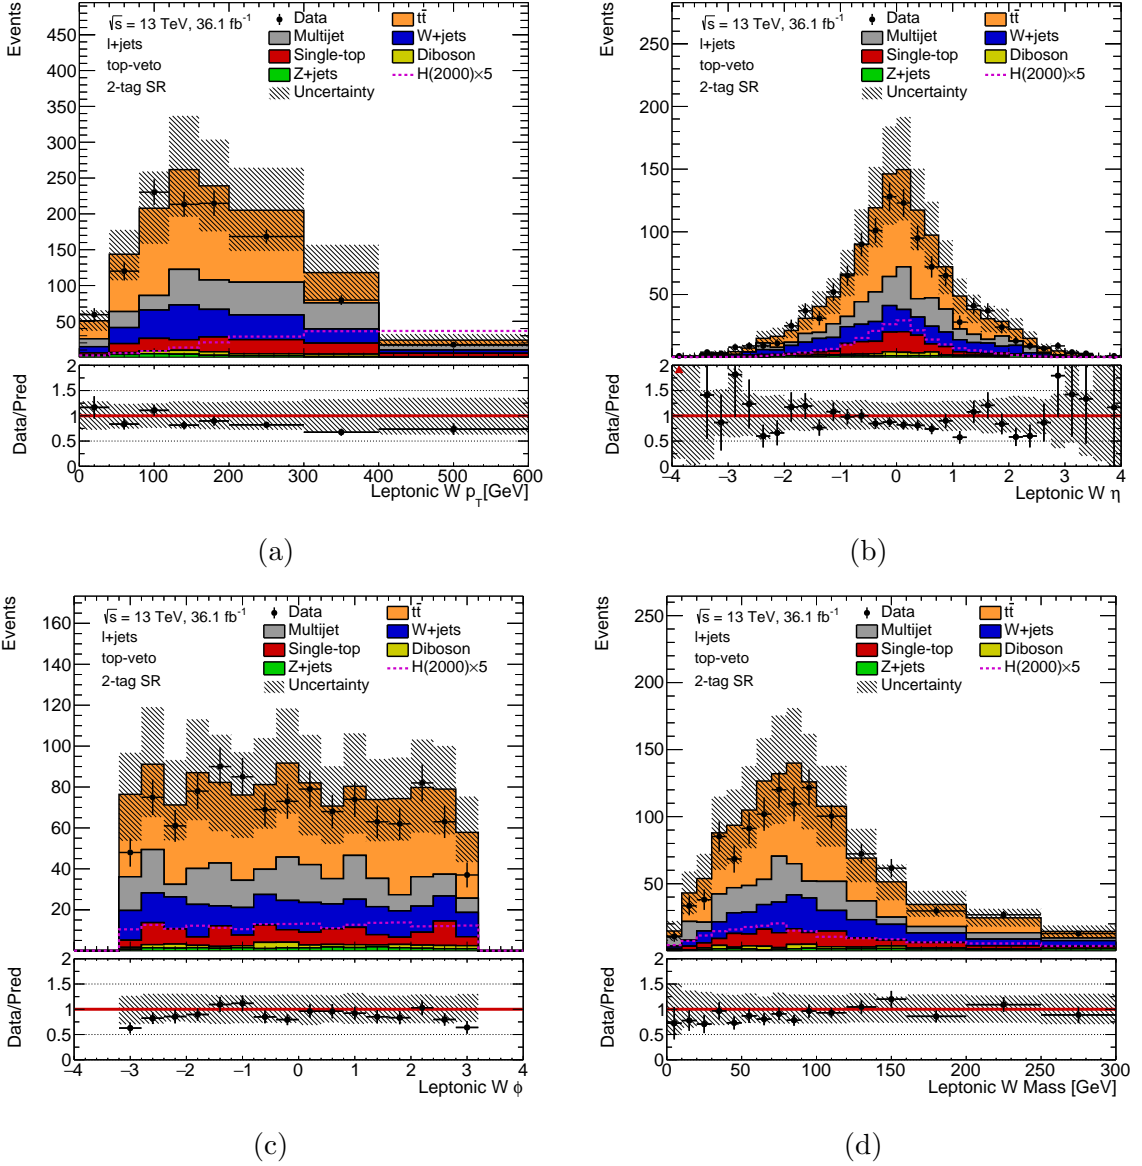 Events
450
400
350
300
250
200
150
100
50
√s = 13 TeV, 36.1 fb⁻¹
l+jets
top-veto
2-tag SR
Data
Multijet
Single-top
Z+jets
Uncertainty
tt̄
W+jets
Diboson
H(2000)×5
Data/Pred
2
1.5
1
0.5
0
0 100 200 300 400 500 600
Leptonic W p_T[GeV]
(a)
Events
250
200
150
100
50
√s = 13 TeV, 36.1 fb⁻¹
l+jets
top-veto
2-tag SR
Data
Multijet
Single-top
Z+jets
Uncertainty
tt̄
W+jets
Diboson
H(2000)×5
Data/Pred
2
1.5
1
0.5
0
−4 −3 −2 −1 0 1 2 3 4
Leptonic W η
(b)
Events
160
140
120
100
80
60
40
20
0
√s = 13 TeV, 36.1 fb⁻¹
l+jets
top-veto
2-tag SR
Data
Multijet
Single-top
Z+jets
Uncertainty
tt̄
W+jets
Diboson
H(2000)×5
Data/Pred
2
1.5
1
0.5
0
−4 −3 −2 −1 0 1 2 3 4
Leptonic W ϕ
(c)
Events
250
200
150
100
50
√s = 13 TeV, 36.1 fb⁻¹
l+jets
top-veto
2-tag SR
Data
Multijet
Single-top
Z+jets
Uncertainty
tt̄
W+jets
Diboson
H(2000)×5
Data/Pred
2
1.5
1
0.5
0
0 50 100 150 200 250 300
Leptonic W Mass [GeV]
(d)